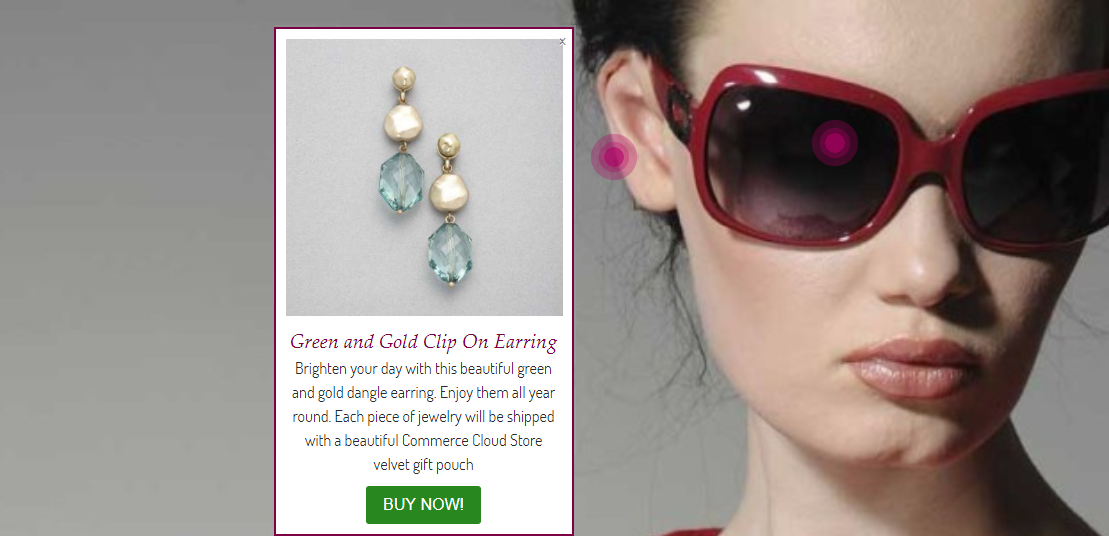 x
Green and Gold Clip On Earring
Brighten your day with this beautiful green
and gold dangle earring. Enjoy them all year
round. Each piece of jewelry will be shipped
with a beautiful Commerce Cloud Store
velvet gift pouch
BUY NOW!